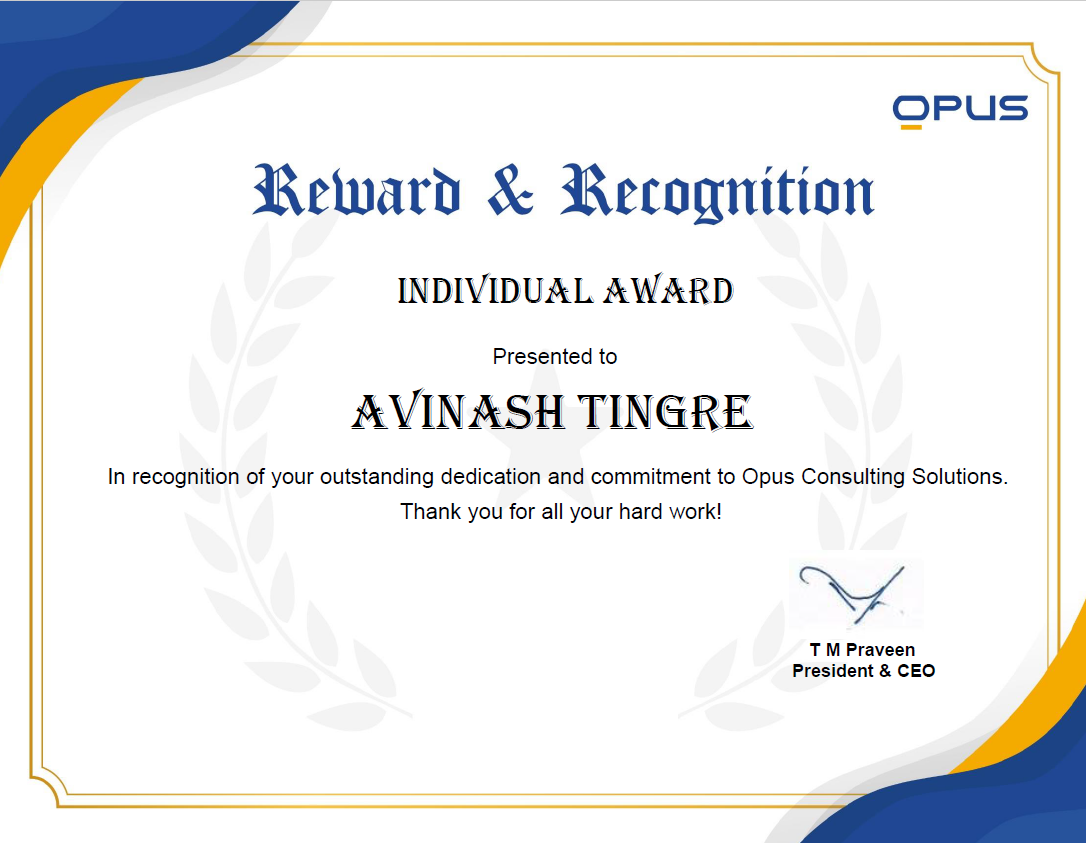 OPUS
Reward & Recognition
INDIVIDUAL AWARD
Presented to
AVINASH TINGRE
In recognition of your outstanding dedication and commitment to Opus Consulting Solutions.
Thank you for all your hard work!
T M Praveen
President & CEO